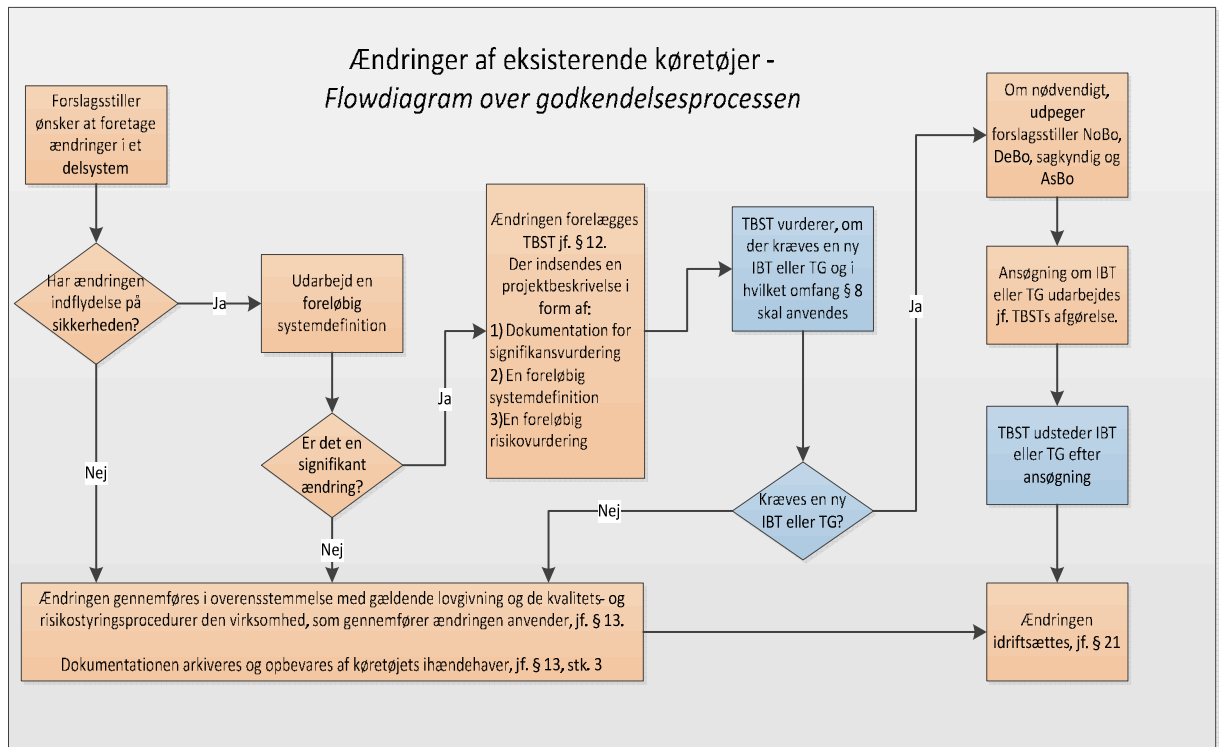 Ændringer af eksisterende køretøjer -
Flowdiagram over godkendelsesprocessen
Forslagsstiller
ønsker at foretage
ændringer i et
delsystem
Har ændringen
indflydelse på
sikkerheden?
Ja
Nej
Udarbejd en
foreløbig
systemdefinition
Er det en
signifikant
ændring?
Ja
Nej
Ændringen forelægges
TBST jf. § 12.
Der indsendes en
projektbeskrivelse i
form af:
1) Dokumentation for
signifikansvurdering
2) En foreløbig
systemdefinition
3)En foreløbig
risikovurdering
TBST vurderer, om
der kræves en ny
IBT eller TG og i
hvilket omfang § 8
skal anvendes
Kræves en ny
IBT eller TG?
Nej
Ja
Om nødvendigt,
udpeger
forslagsstiller NoBo,
DeBo, sagkyndig og
AsBo
Ansøgning om IBT
eller TG udarbejdes
jf. TBSTs afgørelse.
TBST udsteder IBT
eller TG efter
ansøgning
Ændringen gennemføres i overensstemmelse med gældende lovgivning og de kvalitets- og
risikostyringsprocedurer den virksomhed, som gennemfører ændringen anvender, jf. § 13.
Dokumentationen arkiveres og opbevares af køretøjets ihændehaver, jf. § 13, stk. 3
Ændringen
idriftsættes, jf. § 21